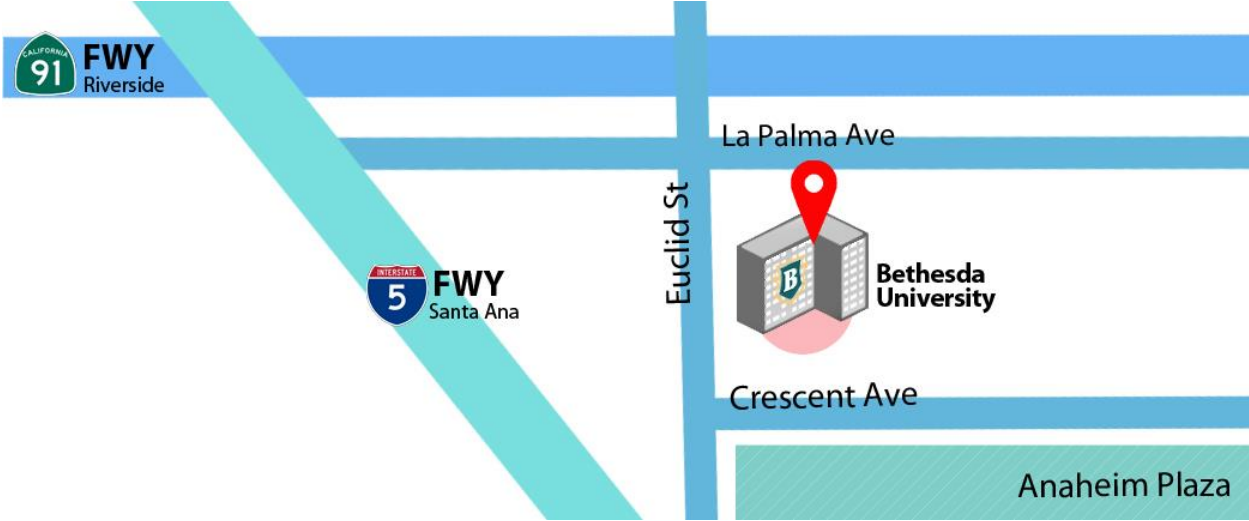 CALIFORNIA
91
FWY
Riverside
La Palma Ave
Euclid St
INTERSTATE
5
FWY
Santa Ana
B
Bethesda
University
Crescent Ave
Anaheim Plaza